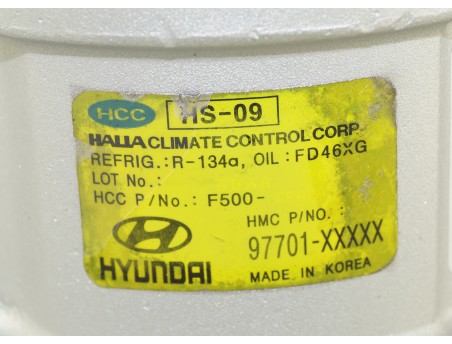 HCC HS-09
HALLA CLIMATE CONTROL CORP
REFRIG.: R-134a, OIL : FD46XG
LOT No.:
HCC P/No.: F500-
HMC P/No.:
97701-XXXXX
HYUNDAI MADE IN KOREA